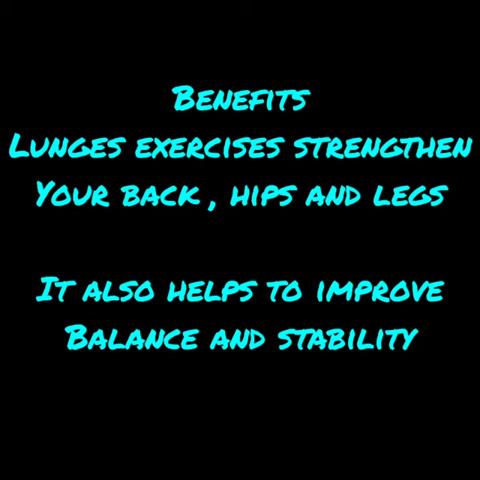 Benefits
Lunges exercises strengthen
Your back , hips and legs
It also helps to improve
Balance and stability